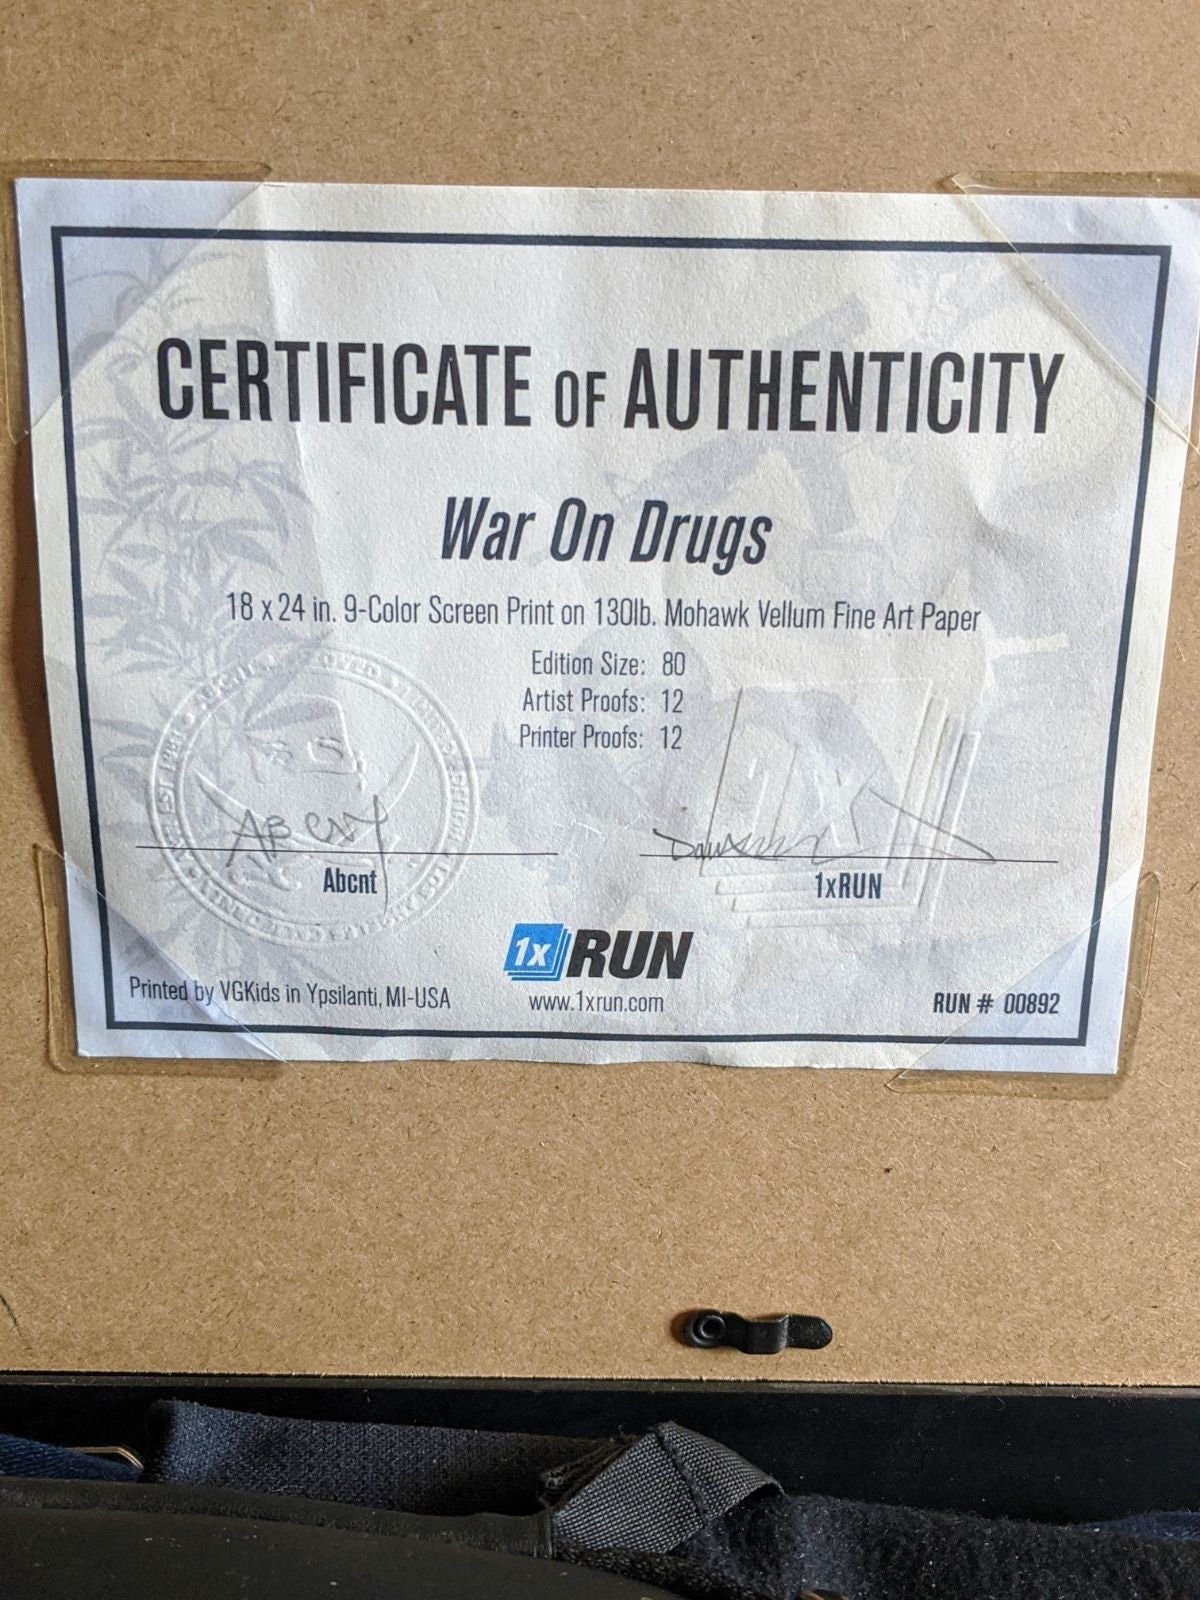 CERTIFICATE OF AUTHENTICITY
War On Drugs
18 x 24 in. 9-Color Screen Print on 130lb. Mohawk Vellum Fine Art Paper
Edition Size: 80
Artist Proofs: 12
Printer Proofs: 12
ABCNT
Abcnt
1xRUN
1x RUN
Printed by VGKids in Ypsilanti, MI-USA
www.1xrun.com
RUN # 00892